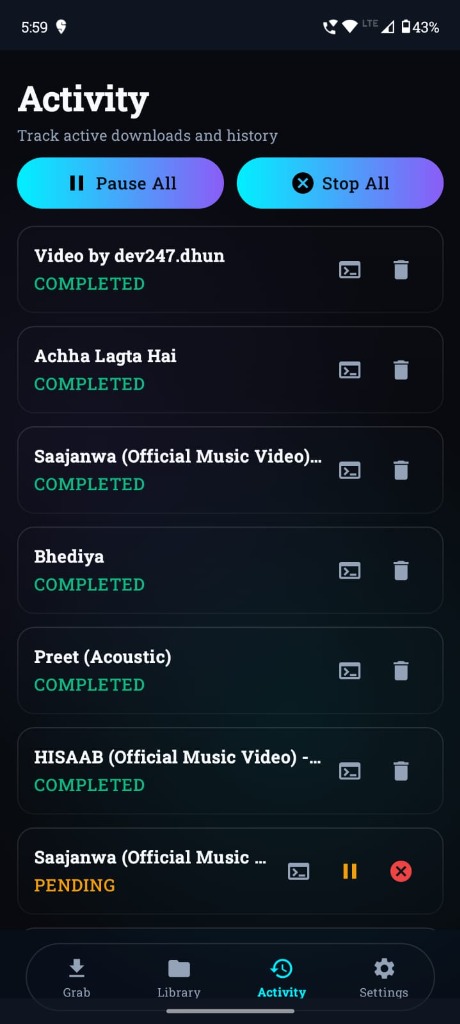 5:59 LTE 43%
Activity
Track active downloads and history
Pause All Stop All
Video by dev247.dhun
COMPLETED
Achha Lagta Hai
COMPLETED
Saajanwa (Official Music Video)...
COMPLETED
Bhediya
COMPLETED
Preet (Acoustic)
COMPLETED
HISAAB (Official Music Video) -...
COMPLETED
Saajanwa (Official Music ...
PENDING
Grab Library Activity Settings